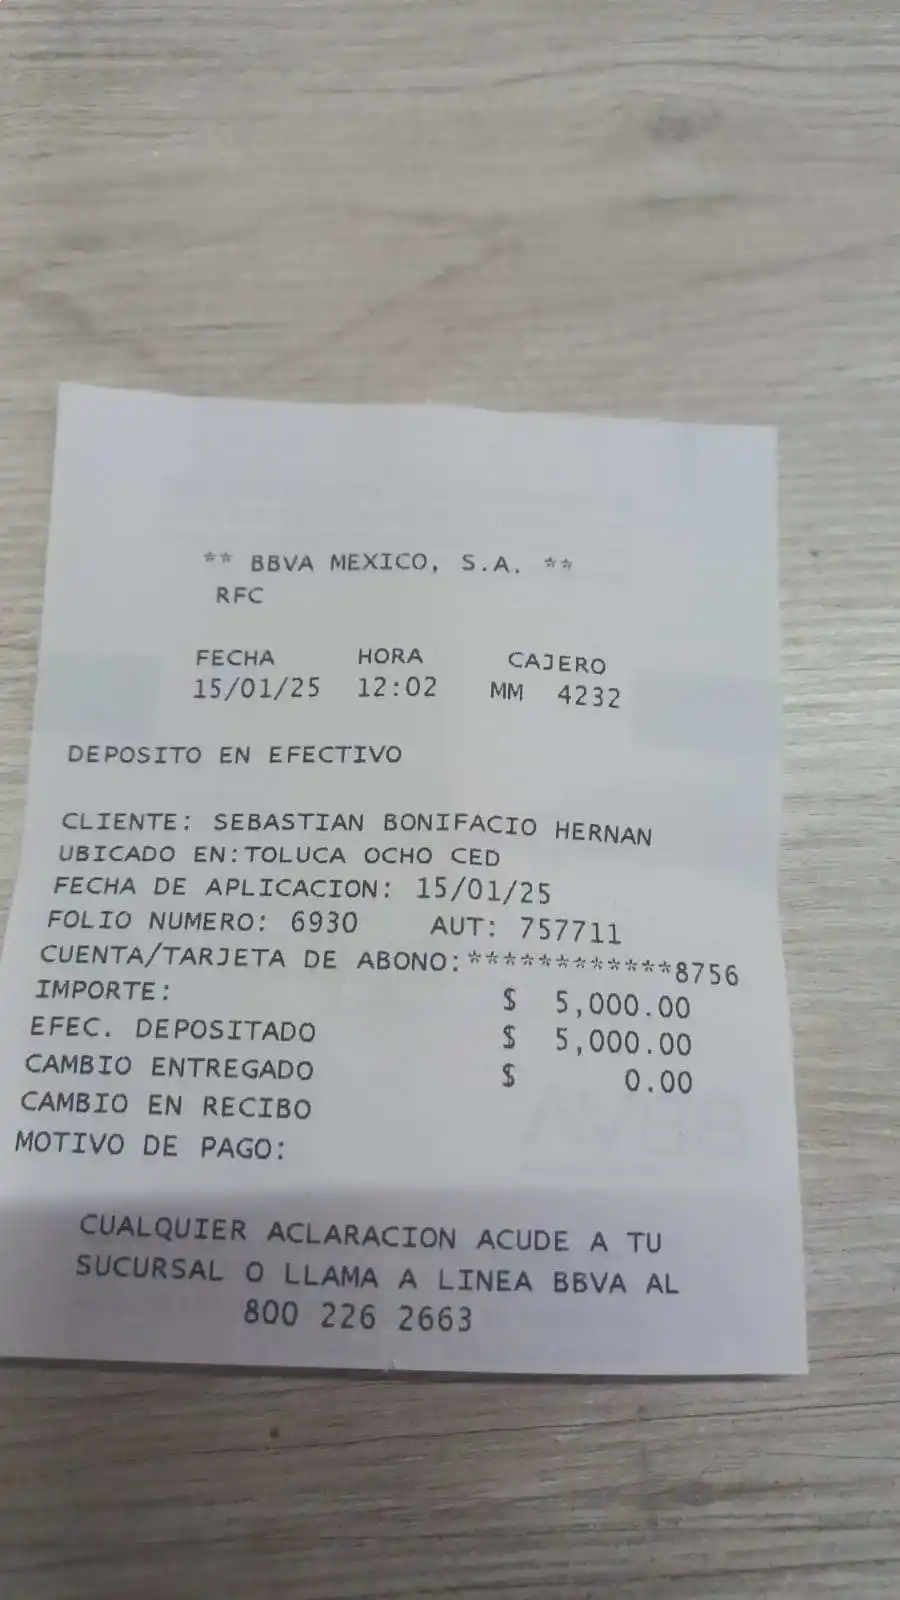 ** BBVA MEXICO, S.A. **
RFC
FECHA HORA CAJERO
15/01/25 12:02 MM 4232
DEPOSITO EN EFECTIVO
CLIENTE: SEBASTIAN BONIFACIO HERNAN
UBICADO EN:TOLUCA OCHO CED
FECHA DE APLICACION: 15/01/25
FOLIO NUMERO: 6930 AUT: 757711
CUENTA/TARJETA DE ABONO:************8756
IMPORTE: $ 5,000.00
EFEC. DEPOSITADO $ 5,000.00
CAMBIO ENTREGADO $ 0.00
CAMBIO EN RECIBO
MOTIVO DE PAGO:
BBVA
CUALQUIER ACLARACION ACUDE A TU
SUCURSAL O LLAMA A LINEA BBVA AL
800 226 2663